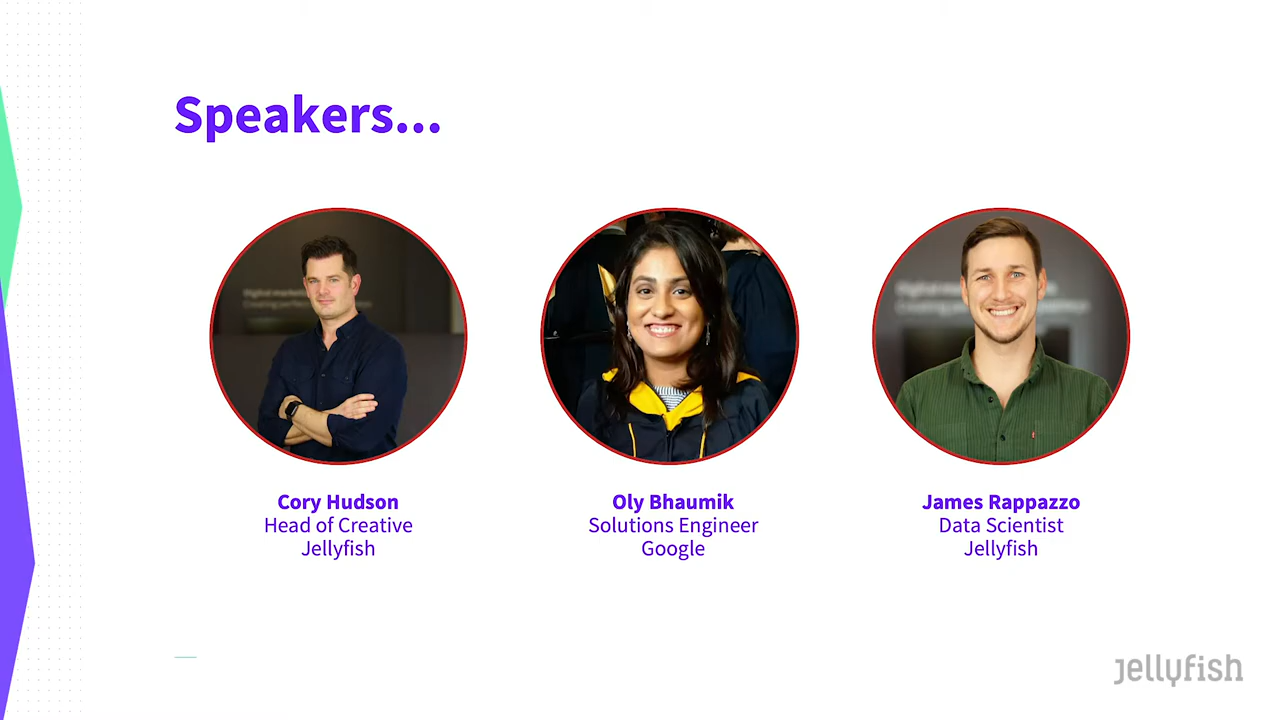 Speakers...
Cory Hudson
Head of Creative
Jellyfish
Oly Bhaumik
Solutions Engineer
Google
James Rappazzo
Data Scientist
Jellyfish
jellyfish